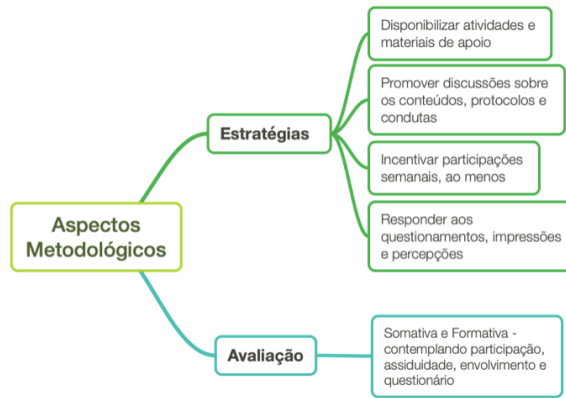 Disponibilizar atividades e
materiais de apoio
Promover discussões sobre
os conteúdos, protocolos e
condutas
Estratégias
Incentivar participações
semanais, ao menos
Responder aos
questionamentos, impressões
e percepções
Aspectos
Metodológicos
Avaliação
Somativa e Formativa -
contemplando participação,
assiduidade, envolvimento e
questionário